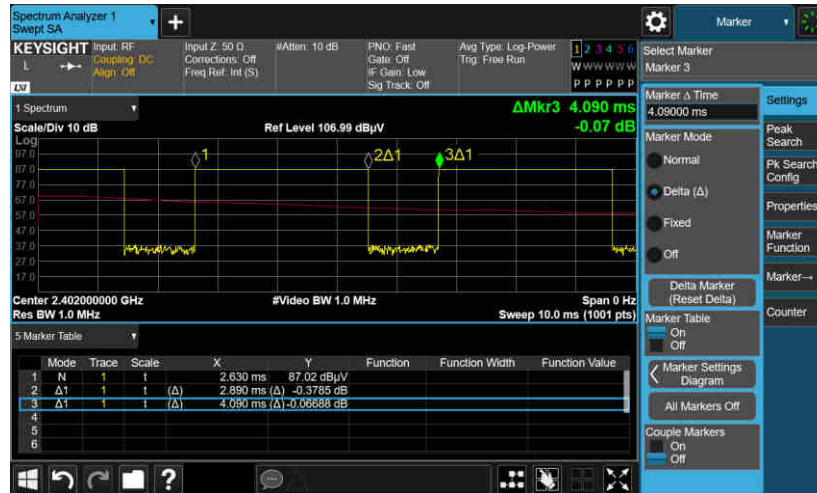 Spectrum Analyzer 1
Swept SA
+
Marker
KEYSIGHT
L
LXI
Input: RF
Coupling: DC
Align: Off
Input Z: 50 Ω
Corrections: Off
Freq Ref: Int (S)
#Atten: 10 dB
PNO: Fast
Gate: Off
IF Gain: Low
Sig Track: Off
Avg Type: Log-Power
Trig: Free Run
1 2 3 4 5 6
W W W W W W
P P P P P P
Select Marker
Marker 3
1 Spectrum
ΔMkr3 4.090 ms
-0.07 dB
Scale/Div 10 dB
Ref Level 106.99 dBµV
Log
97.0
87.0
77.0
67.0
57.0
47.0
37.0
27.0
17.0
1
2Δ1
3Δ1
Center 2.402000000 GHz
#Video BW 1.0 MHz
Span 0 Hz
Res BW 1.0 MHz
Sweep 10.0 ms (1001 pts)
5 Marker Table
Mode Trace Scale X Y Function Function Width Function Value
1 N 1 t 2.630 ms 87.02 dBµV
2 Δ1 1 t (Δ) 2.890 ms (Δ) -0.3785 dB
3 Δ1 1 t (Δ) 4.090 ms (Δ) -0.06688 dB
4
5
6
?
Marker Δ Time
4.09000 ms
Marker Mode
Normal
Delta (Δ)
Fixed
Off
Delta Marker
(Reset Delta)
Marker Table
On
Off
Marker Settings
Diagram
All Markers Off
Couple Markers
On
Off
Settings
Peak
Search
Pk Search
Config
Properties
Marker
Function
Marker→
Counter